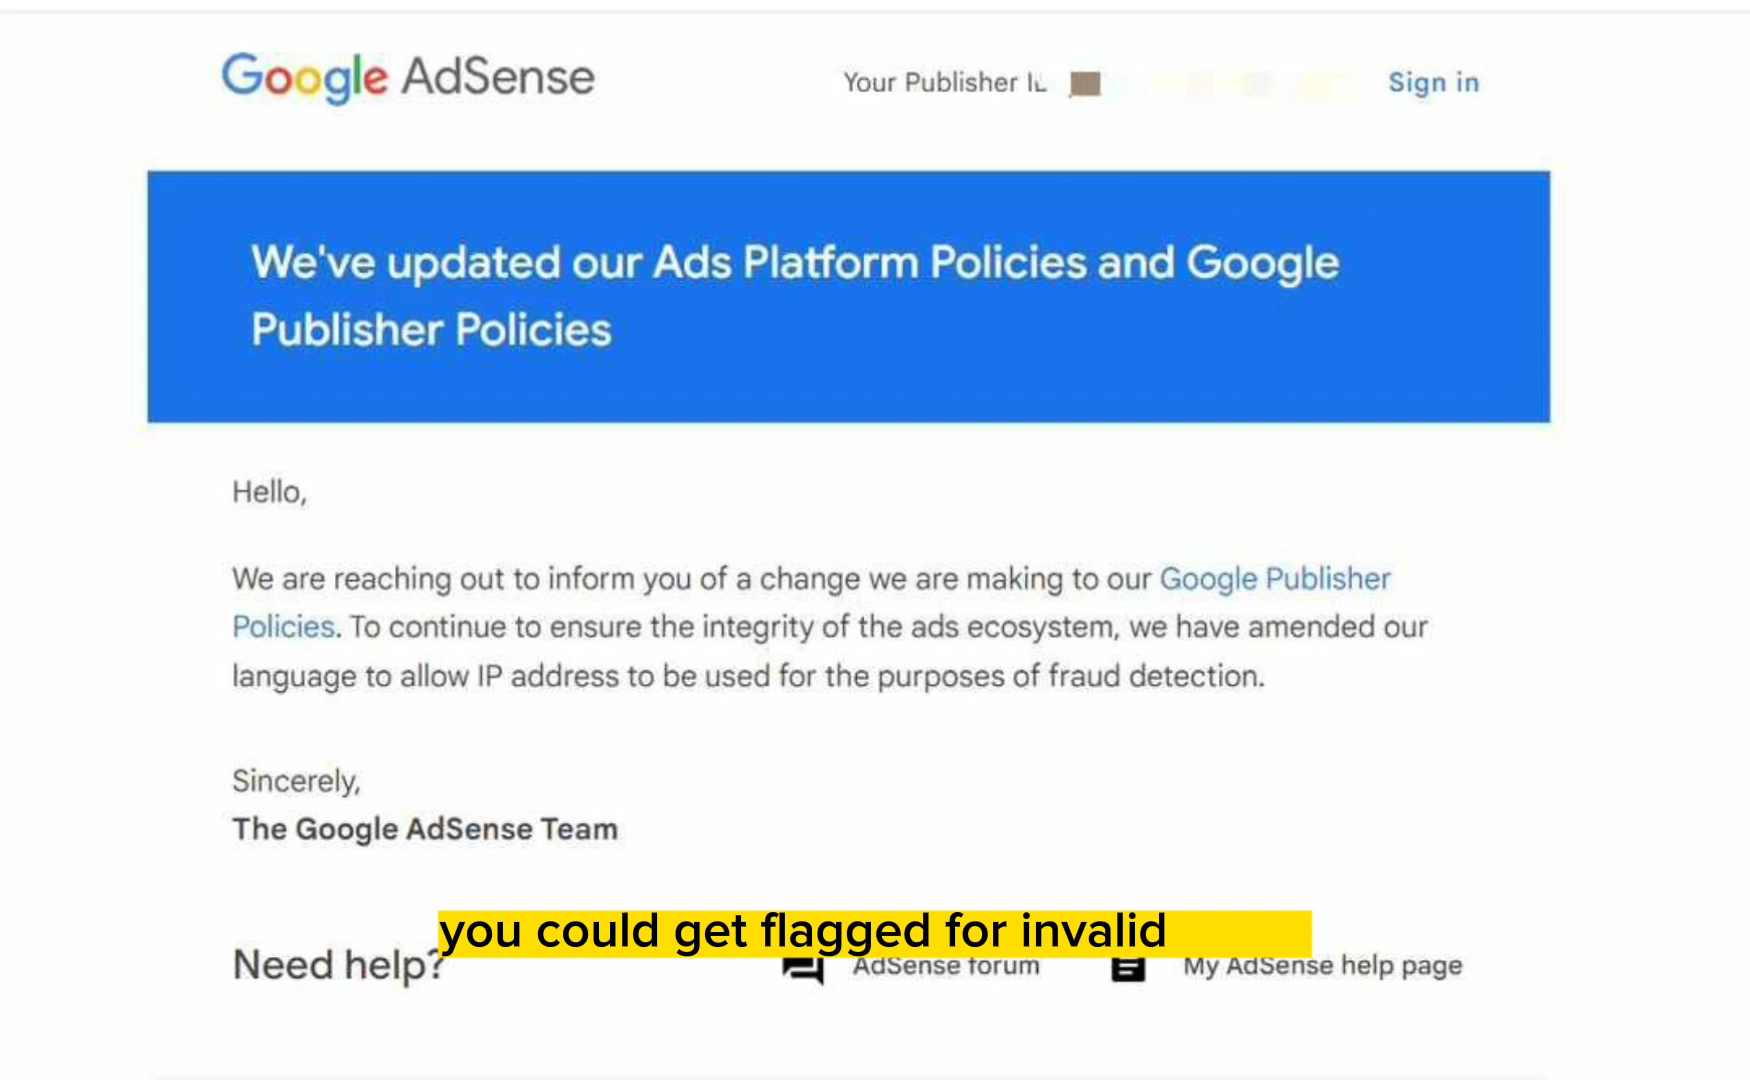 Google AdSense
Your Publisher
Sign in
We've updated our Ads Platform Policies and Google
Publisher Policies
Hello,
We are reaching out to inform you of a change we are making to our Google Publisher
Policies. To continue to ensure the integrity of the ads ecosystem, we have amended our
language to allow IP address to be used for the purposes of fraud detection.
Sincerely,
The Google AdSense Team
you could get flagged for invalid
Need help?
AdSense forum
My AdSense help page